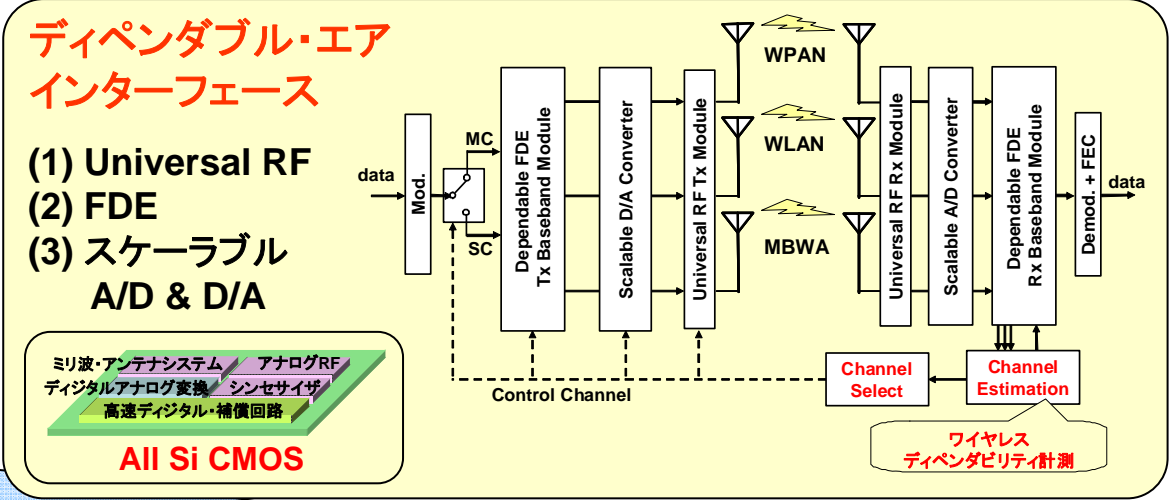 ディペンダブル・エア
インターフェース
(1) Universal RF
(2) FDE
(3) スケーラブル
A/D & D/A
ミリ波・アンテナシステム
アナログRF
ディジタルアナログ変換
シンセサイザ
高速ディジタル・補償回路
All Si CMOS
data
Mod.
MC
SC
Dependable FDE
Tx Baseband Module
Scalable D/A Converter
Universal RF Tx Module
WPAN
WLAN
MBWA
Universal RF Rx Module
Scalable A/D Converter
Dependable FDE
Rx Baseband Module
Demod. + FEC
data
Control Channel
Channel
Select
Channel
Estimation
ワイヤレス
ディペンダビリティ計測